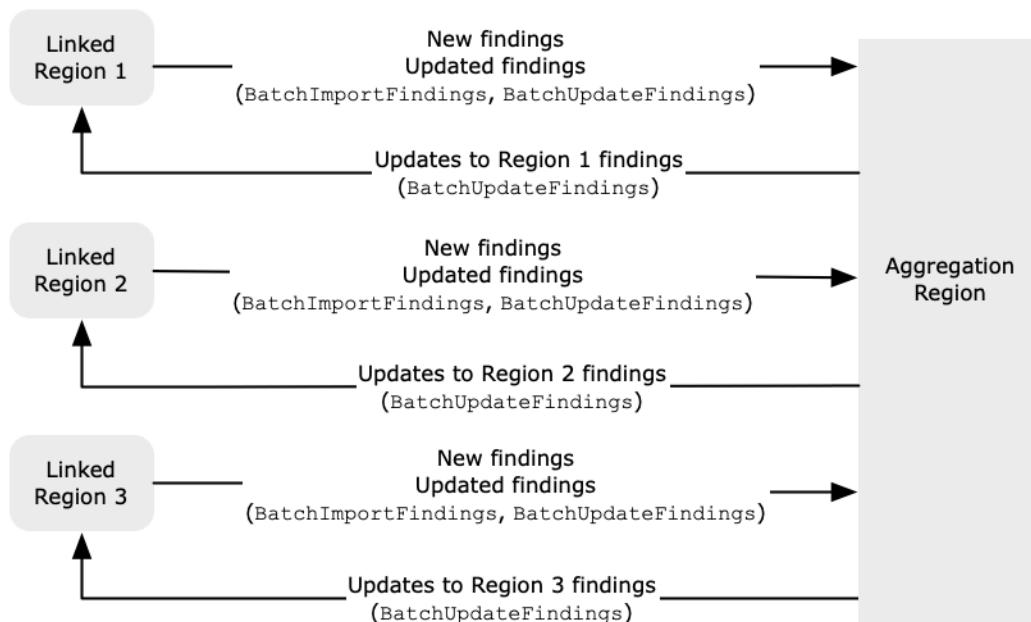 Linked
Region 1
New findings
Updated findings
(BatchImportFindings, BatchUpdateFindings)
Updates to Region 1 findings
(BatchUpdateFindings)
Linked
Region 2
New findings
Updated findings
(BatchImportFindings, BatchUpdateFindings)
Updates to Region 2 findings
(BatchUpdateFindings)
Linked
Region 3
New findings
Updated findings
(BatchImportFindings, BatchUpdateFindings)
Updates to Region 3 findings
(BatchUpdateFindings)
Aggregation
Region